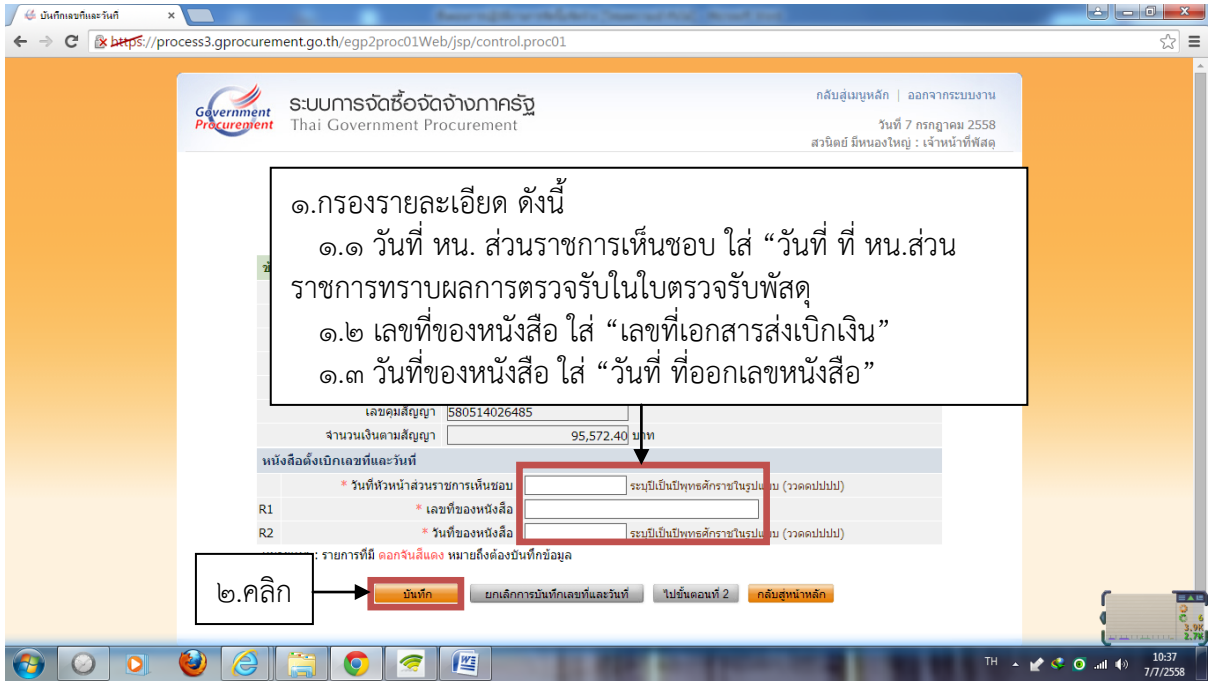 บันทึกเลขที่และวันที่
https://process3.gprocurement.go.th/egp2proc01Web/jsp/control.proc01
Government
Procurement
ระบบการจัดซื้อจัดจ้างภาครัฐ
Thai Government Procurement
กลับสู่เมนูหลัก | ออกจากระบบงาน
วันที่ 7 กรกฎาคม 2558
สวนิตย์ มีหนองใหญ่ : เจ้าหน้าที่พัสดุ
๑.กรองรายละเอียด ดังนี้
๑.๑ วันที่ หน. ส่วนราชการเห็นชอบ ใส่ “วันที่ ที่ หน.ส่วน
ราชการทราบผลการตรวจรับในใบตรวจรับพัสดุ
๑.๒ เลขที่ของหนังสือ ใส่ “เลขที่เอกสารส่งเบิกเงิน”
๑.๓ วันที่ของหนังสือ ใส่ “วันที่ ที่ออกเลขหนังสือ”
เลขคุมสัญญา 580514026485
จำนวนเงินตามสัญญา 95,572.40 บาท
หนังสือตั้งเบิกเลขที่และวันที่
* วันที่หัวหน้าส่วนราชการเห็นชอบ ระบุปีเป็นปีพุทธศักราชในรูปแบบ (ววดดปปปป)
R1 * เลขที่ของหนังสือ
R2 * วันที่ของหนังสือ ระบุปีเป็นปีพุทธศักราชในรูปแบบ (ววดดปปปป)
: รายการที่มี ดอกจันสีแดง หมายถึงต้องบันทึกข้อมูล
๒.คลิก
บันทึก ยกเลิกการบันทึกเลขที่และวันที่ ไปขั้นตอนที่ 2 กลับสู่หน้าหลัก
6
3.9K
2.7K
TH
10:37
7/7/2558